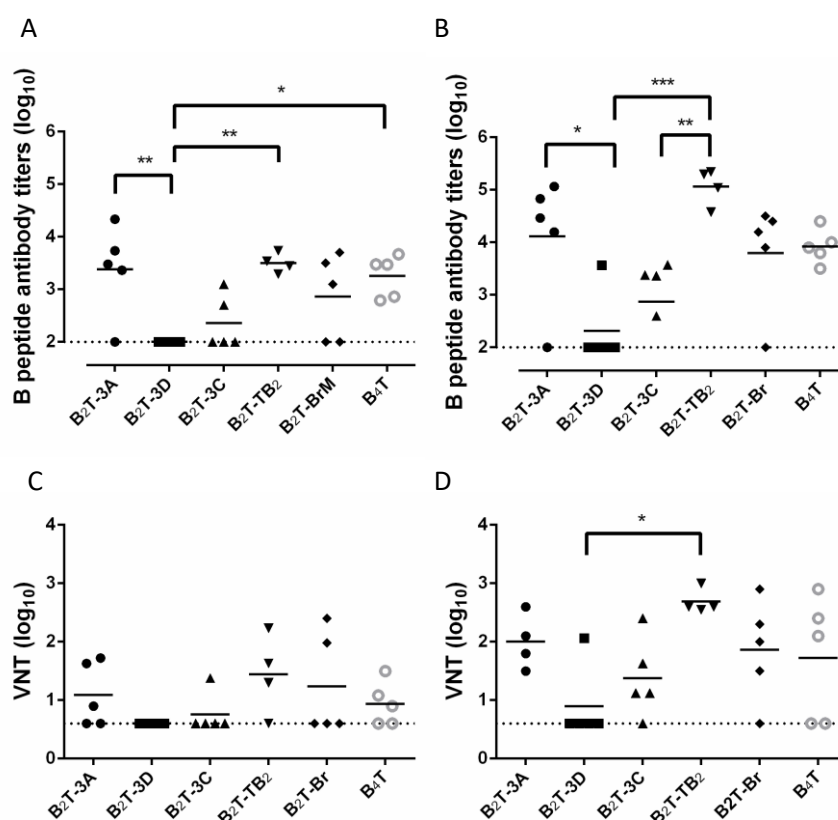 A
B peptide antibody titers (log₁₀)
6
5
4
3
2
*
**
**
B₂T-3A
B₂T-3D
B₂T-3C
B₂T-TB₂
B₂T-BrM
B₄T
B
B peptide antibody titers (log₁₀)
6
5
4
3
2
***
*
**
B₂T-3A
B₂T-3D
B₂T-3C
B₂T-TB₂
B₂T-Br
B₄T
C
VNT (log₁₀)
4
3
2
1
0
B₂T-3A
B₂T-3D
B₂T-3C
B₂T-TB₂
B₂T-Br
B₄T
D
VNT (log₁₀)
4
3
2
1
0
*
B₂T-3A
B₂T-3D
B₂T-3C
B₂T-TB₂
B2T-Br
B₄T